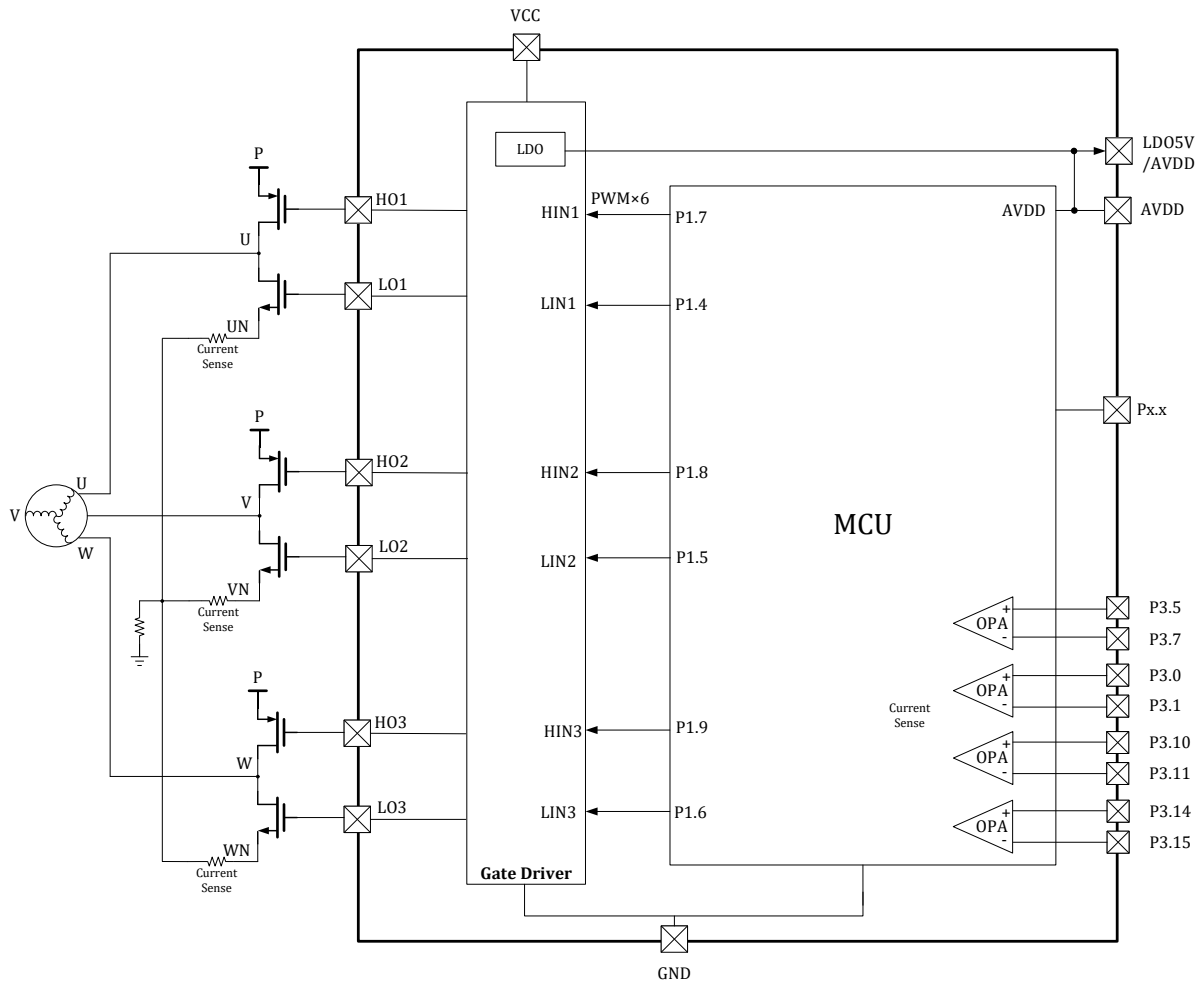 VCC
LDO
LDO5V
/AVDD
P
HO1
HIN1
PWM×6
P1.7
AVDD
AVDD
U
LO1
LIN1
P1.4
UN
Current
Sense
P
Px.x
HO2
HIN2
P1.8
U
V
V
W
MCU
LO2
LIN2
P1.5
VN
Current
Sense
+
OPA
-
P3.5
P3.7
P
+
OPA
-
P3.0
P3.1
Current
Sense
HO3
HIN3
P1.9
W
+
OPA
-
P3.10
P3.11
LO3
LIN3
P1.6
+
OPA
-
P3.14
P3.15
WN
Current
Sense
Gate Driver
GND